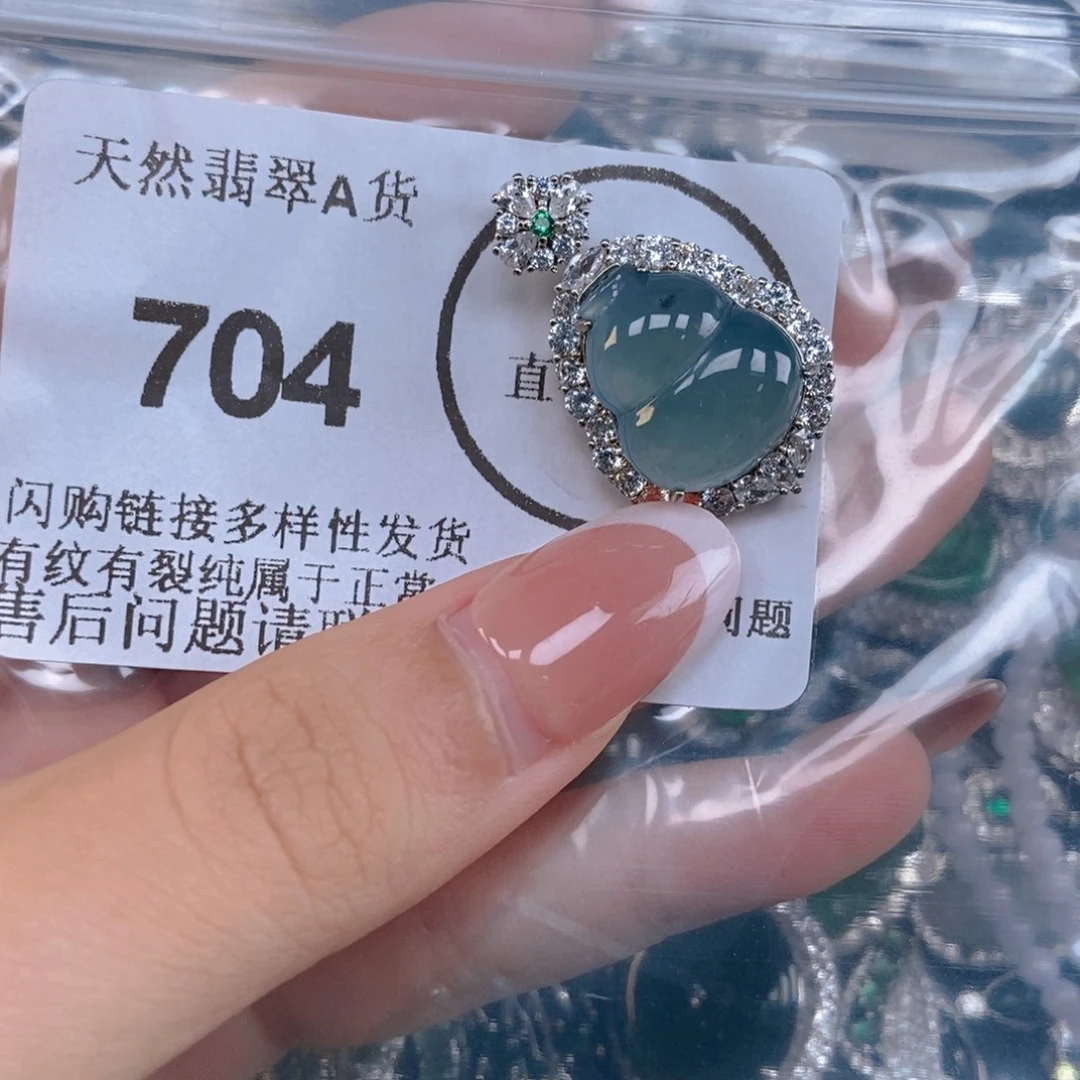 天然翡翠A货
704
直
闪购链接多样性发货
有纹有裂纯属于正常
售后问题请联
问题